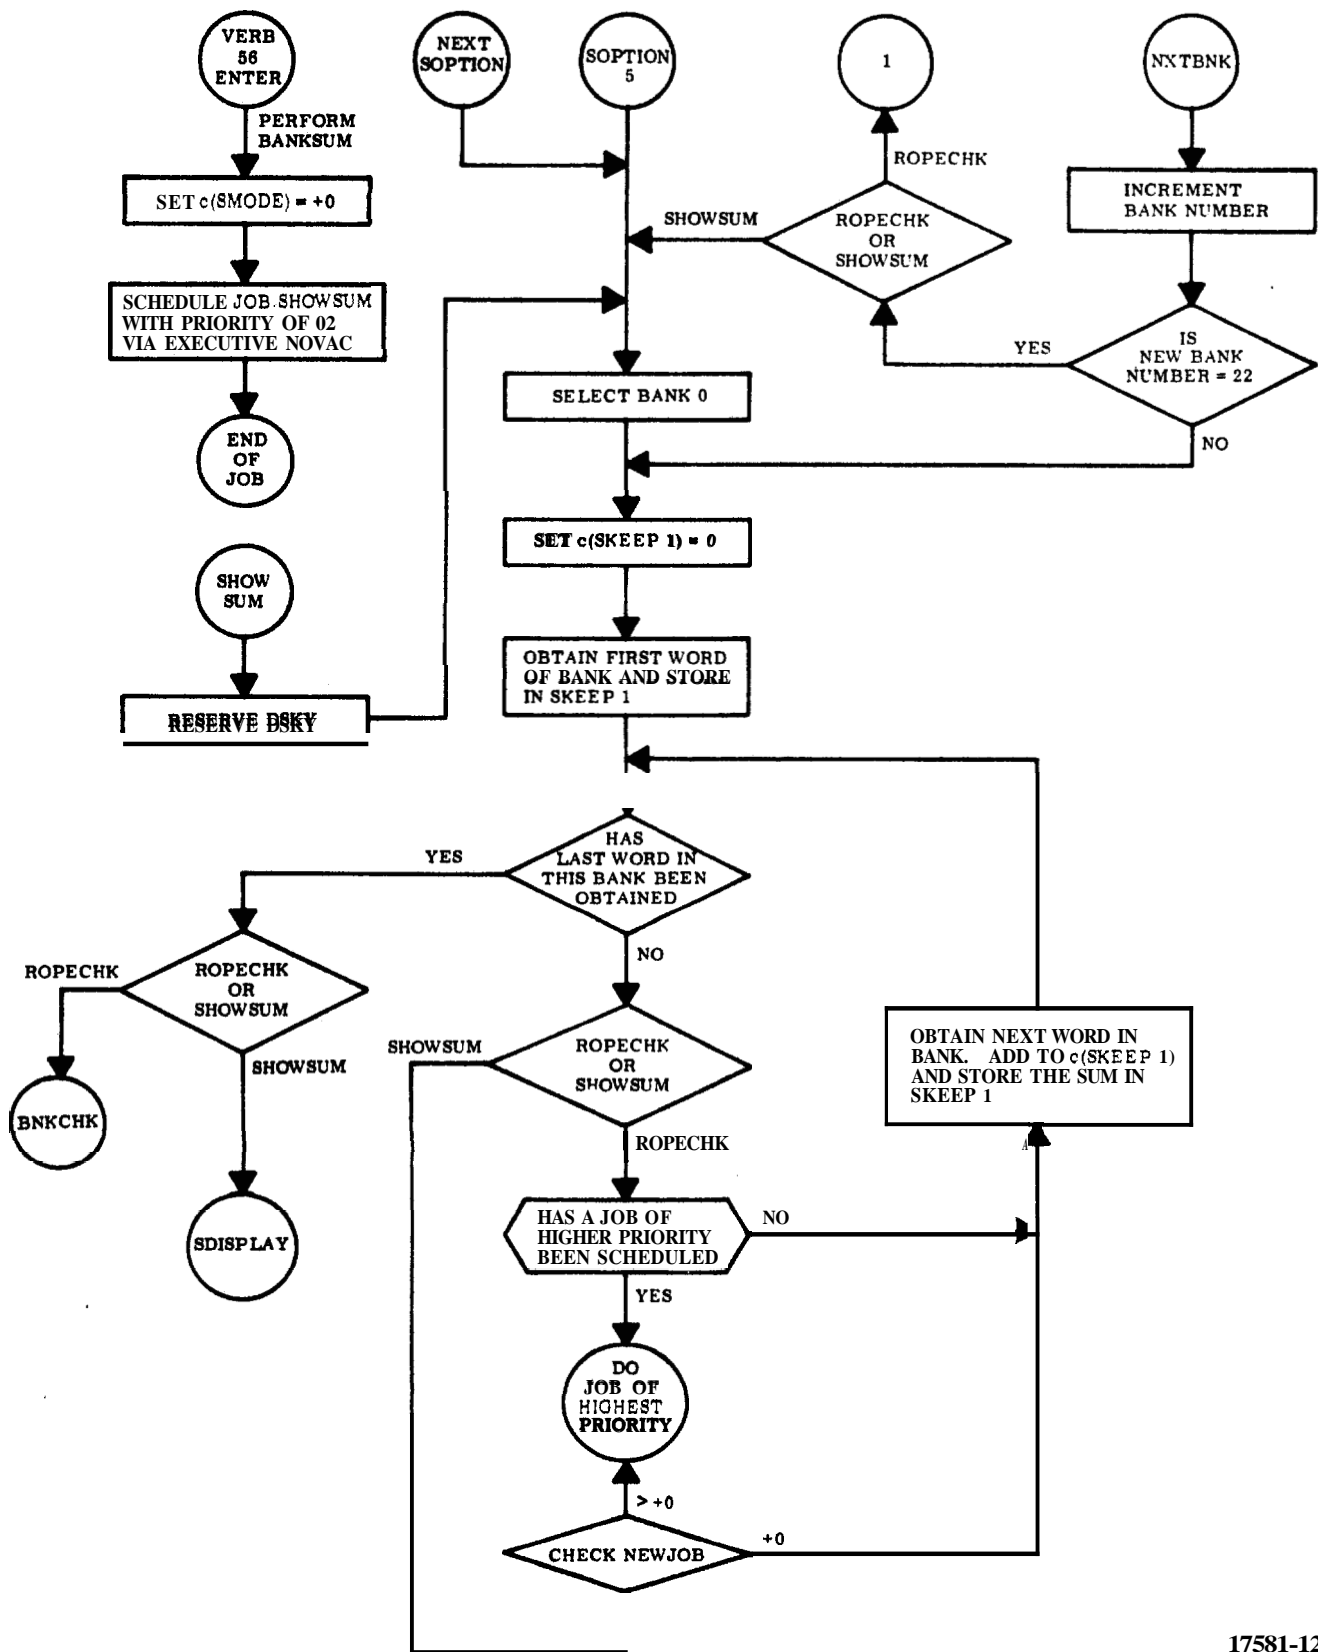 VERB
56
ENTER
NEXT
SOPTION
SOPTION
5
1
NXTBNK
PERFORM
BANKSUM
ROPECHK
SET c(SMODE) = +0
INCREMENT
BANK NUMBER
SHOWSUM
ROPECHK
OR
SHOWSUM
SCHEDULE JOB SHOWSUM
WITH PRIORITY OF 02
VIA EXECUTIVE NOVAC
YES
IS
NEW BANK
NUMBER = 22
SELECT BANK 0
NO
END
OF
JOB
SET c(SKEEP 1) = 0
SHOW
SUM
OBTAIN FIRST WORD
OF BANK AND STORE
IN SKEEP 1
RESERVE DSKY
YES
HAS
LAST WORD IN
THIS BANK BEEN
OBTAINED
NO
ROPECHK
ROPECHK
OR
SHOWSUM
SHOWSUM
ROPECHK
OR
SHOWSUM
SHOWSUM
OBTAIN NEXT WORD IN
BANK. ADD TO c(SKEEP 1)
AND STORE THE SUM IN
SKEEP 1
BNKCHK
ROPECHK
SDISPLAY
HAS A JOB OF
HIGHER PRIORITY
BEEN SCHEDULED
NO
YES
DO
JOB OF
HIGHEST
PRIORITY
> +0
CHECK NEWJOB
+0
17581-12